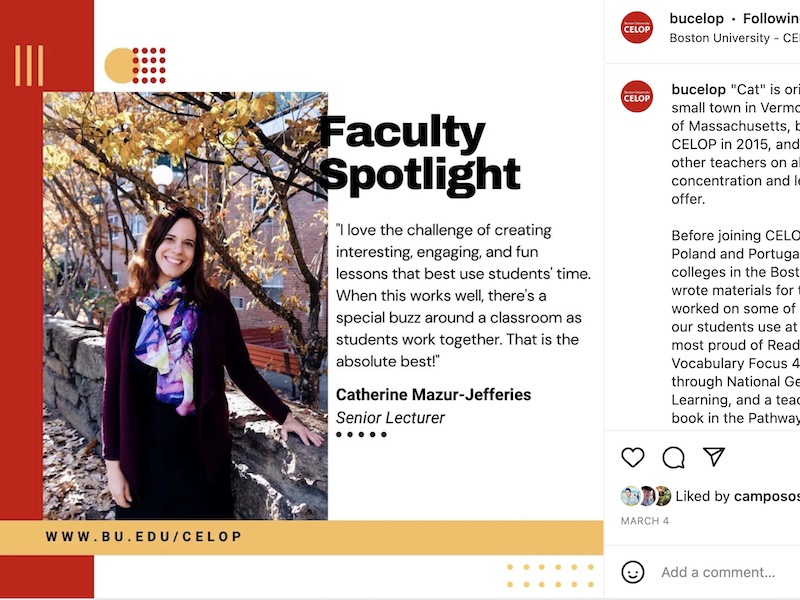 Faculty
Spotlight
"I love the challenge of creating
interesting, engaging, and fun
lessons that best use students' time.
When this works well, there's a
special buzz around a classroom as
students work together. That is the
absolute best!"
Catherine Mazur-Jefferies
Senior Lecturer
WWW.BU.EDU/CELOP
CELOP
bucelop • Following
Boston University - CE
CELOP
bucelop "Cat" is ori
small town in Vermo
of Massachusetts, b
CELOP in 2015, and
other teachers on al
concentration and le
offer.
Before joining CELO
Poland and Portuga
colleges in the Bost
wrote materials for t
worked on some of
our students use at
most proud of Read
Vocabulary Focus 4
through National Ge
Learning, and a teac
book in the Pathway
Liked by camposos
MARCH 4
Add a comment...